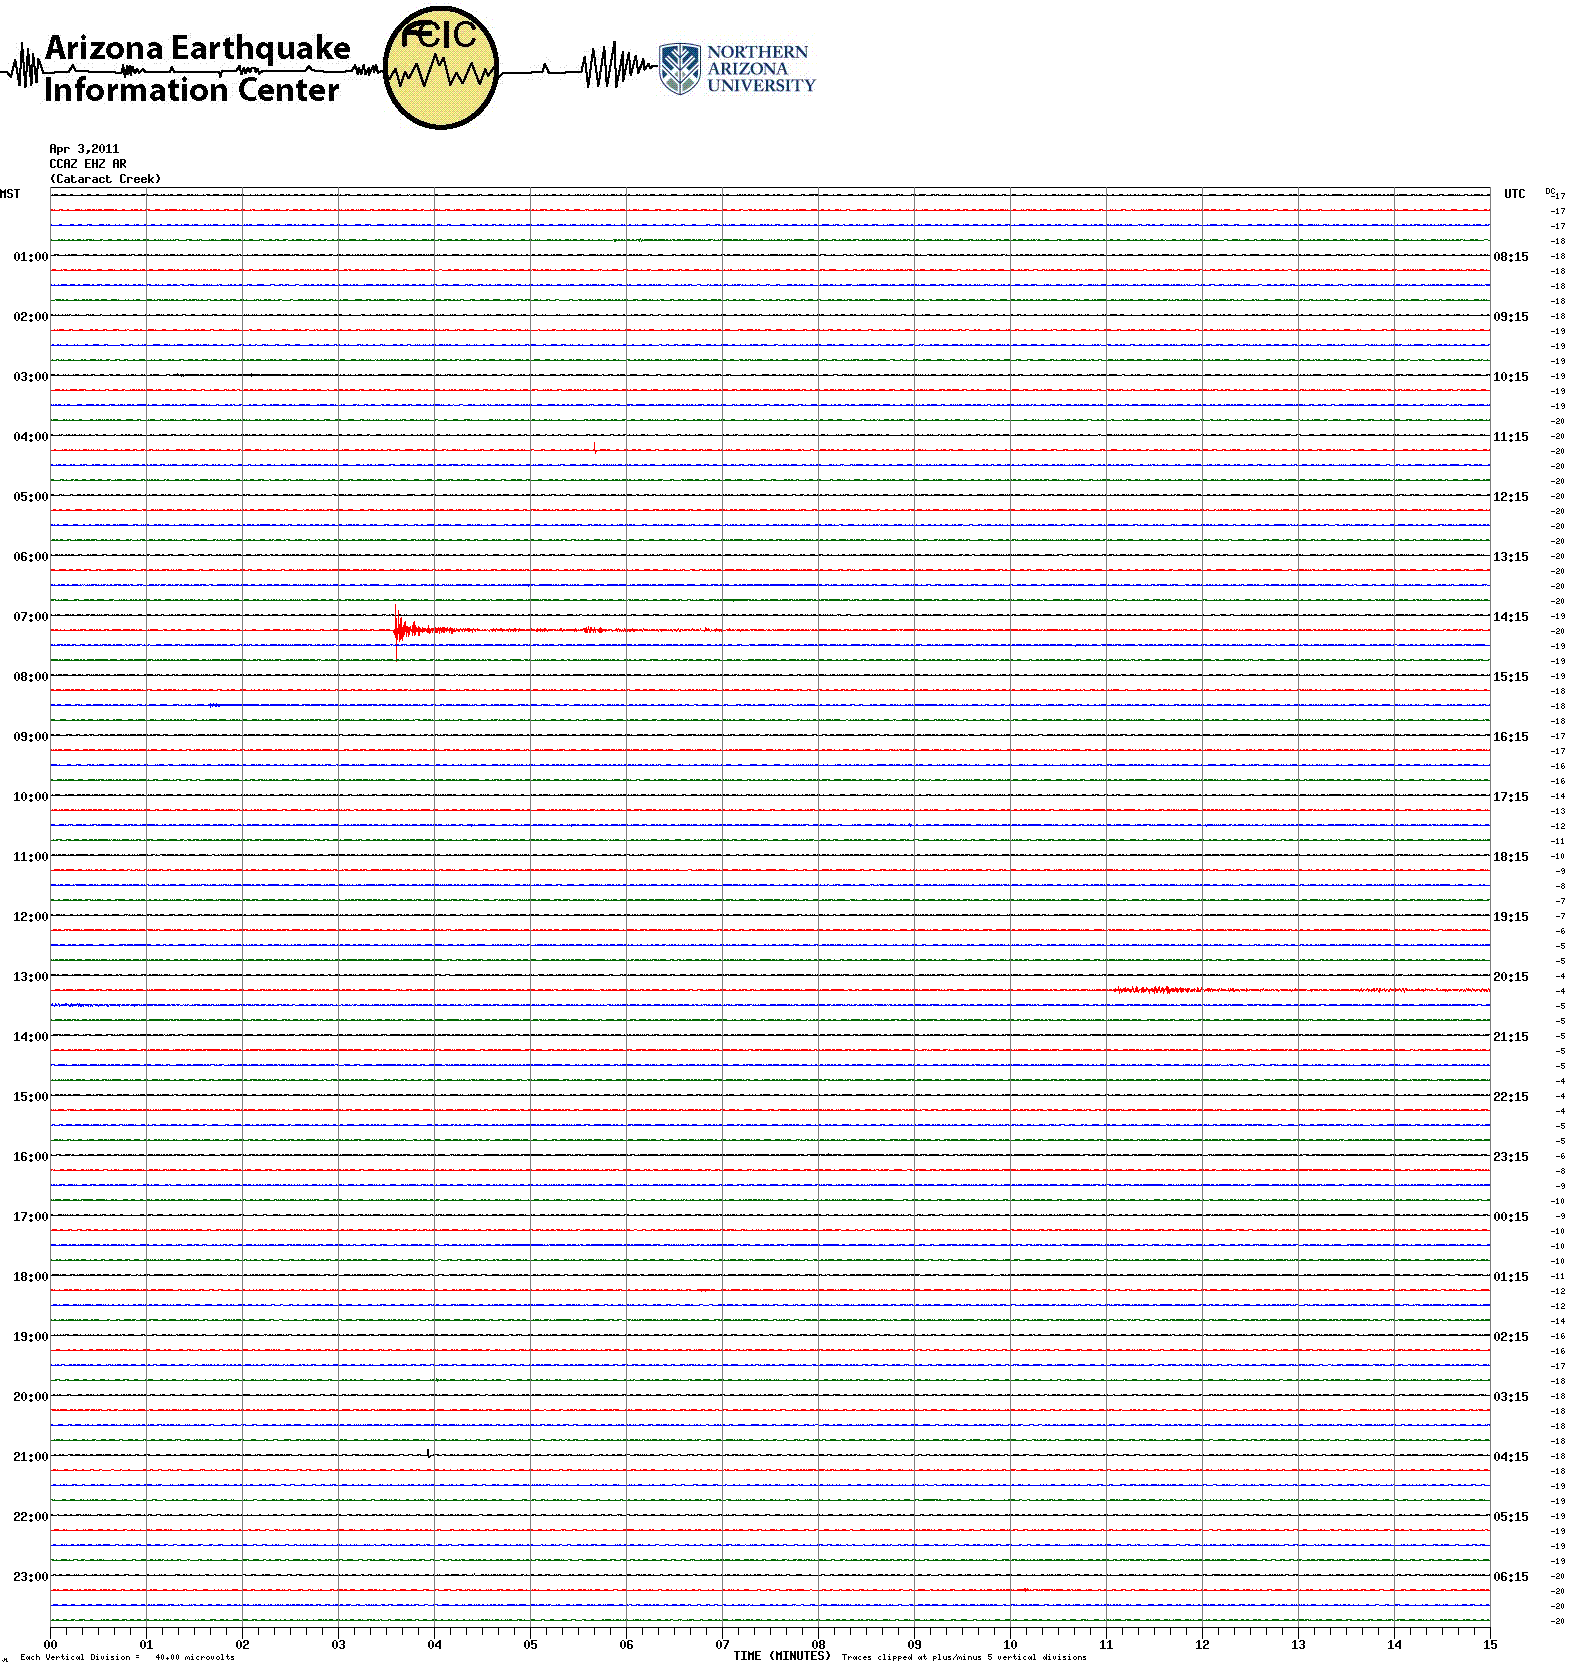 Arizona Earthquake
Information Center
AEIC
NORTHERN
ARIZONA
UNIVERSITY
Apr 3,2011
CCAZ EHZ AR
(Cataract Creek)
MST UTC DC
-17
-17
-17
-18
01:00 08:15 -18
-18
-18
-18
02:00 09:15 -18
-19
-19
-19
03:00 10:15 -19
-19
-19
-20
04:00 11:15 -20
-20
-20
-20
05:00 12:15 -20
-20
-20
-20
06:00 13:15 -20
-20
-20
-20
07:00 14:15 -19
-20
-19
-19
08:00 15:15 -19
-18
-18
-18
09:00 16:15 -17
-17
-16
-16
10:00 17:15 -14
-13
-12
-11
11:00 18:15 -10
-9
-8
-7
12:00 19:15 -7
-6
-5
-5
13:00 20:15 -4
-4
-5
-5
14:00 21:15 -5
-5
-5
-4
15:00 22:15 -4
-4
-5
-5
16:00 23:15 -6
-8
-9
-10
17:00 00:15 -9
-10
-10
-10
18:00 01:15 -11
-12
-12
-14
19:00 02:15 -16
-16
-17
-18
20:00 03:15 -18
-18
-18
-18
21:00 04:15 -18
-18
-19
-19
22:00 05:15 -19
-19
-19
-19
23:00 06:15 -20
-20
-20
-20
00 01 02 03 04 05 06 07 08 09 10 11 12 13 14 15
TIME (MINUTES)
Each Vertical Division = 40.00 microvolts Traces clipped at plus/minus 5 vertical divisions